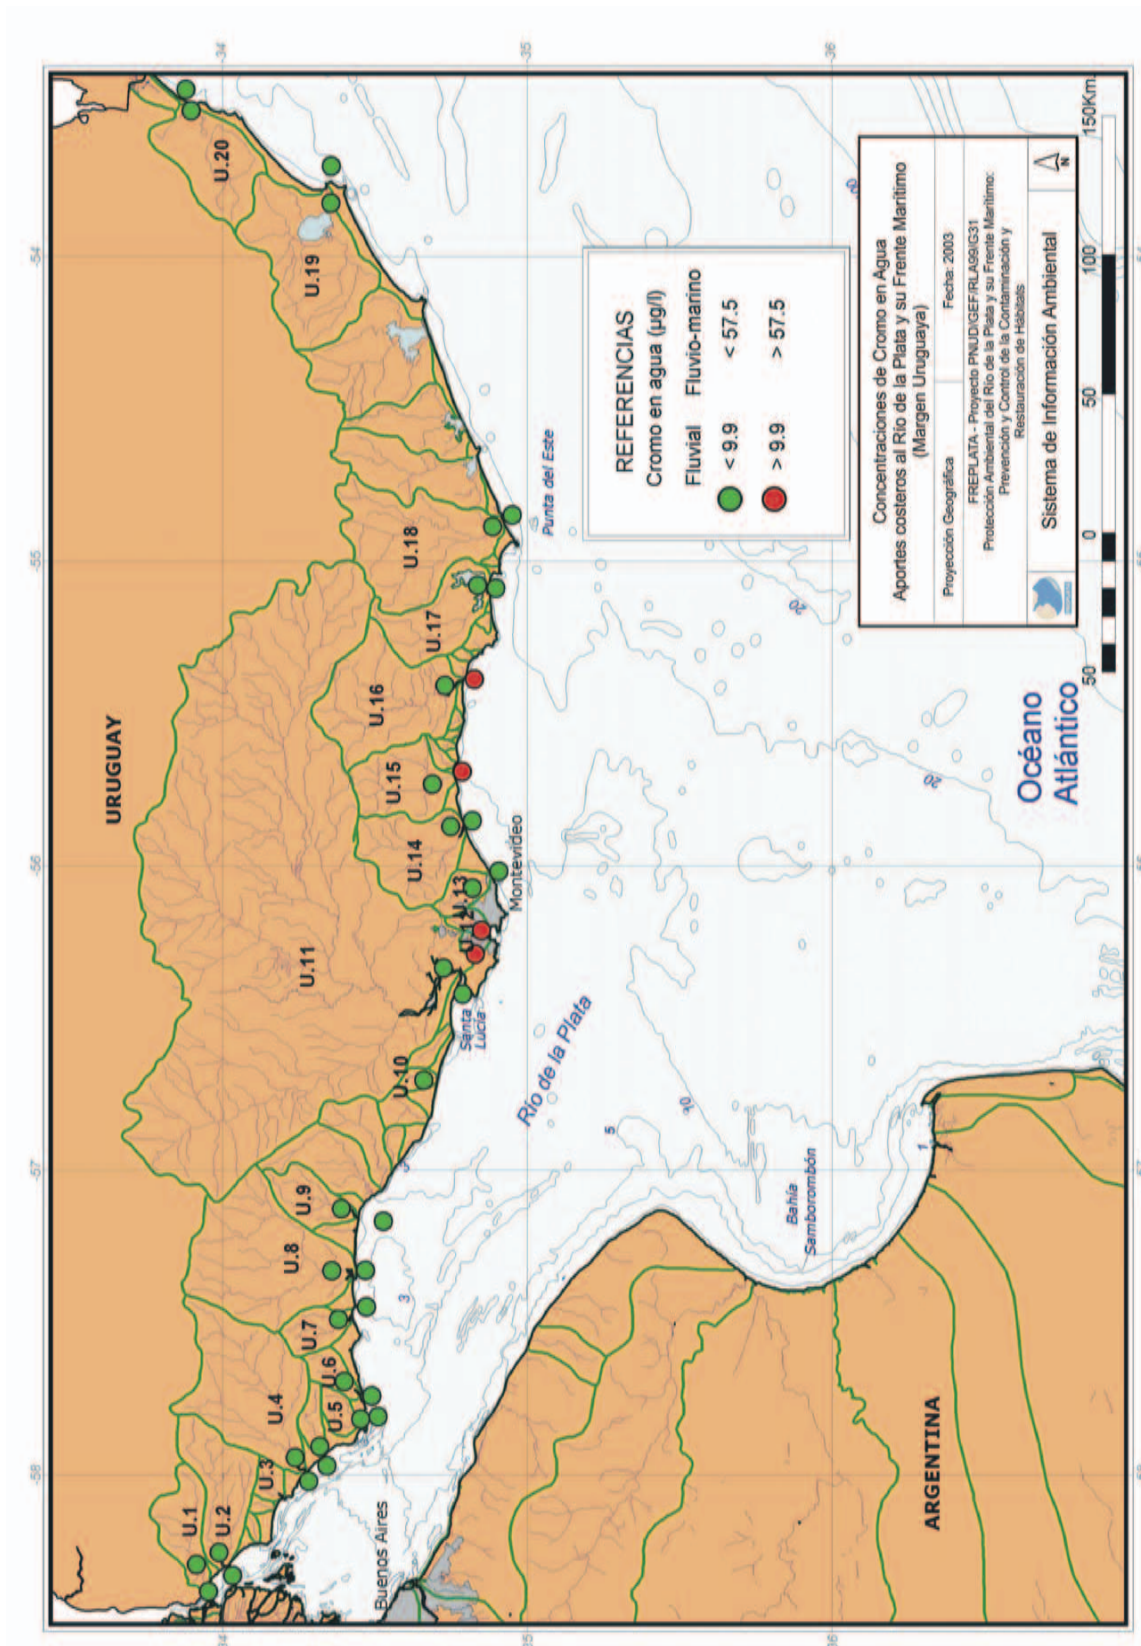 -34
-35
-36
-54
-55
-56
-57
-58
URUGUAY
U.1
U.2
U.3
U.4
U.5
U.6
U.7
U.8
U.9
U.10
U.11
U.12
U.13
U.14
U.15
U.16
U.17
U.18
U.19
U.20
Buenos Aires
Santa
Lucía
Montevideo
Punta del Este
Río de la Plata
Bahía
Samborombón
ARGENTINA
Océano
Atlántico
3
5
1
20
20
REFERENCIAS
Cromo en agua (µg/l)
Fluvial Fluvio-marino
< 9.9 < 57.5
> 9.9 > 57.5
Concentraciones de Cromo en Agua
Aportes costeros al Río de la Plata y su Frente Marítimo
(Margen Uruguaya)
Proyección Geográfica Fecha: 2003
FREPLATA - Proyecto PNUD/GEF/RLA99/G31
Protección Ambiental del Río de la Plata y su Frente Marítimo:
Prevención y Control de la Contaminación y
Restauración de Hábitats
Sistema de Información Ambiental
N
50 0 50 100 150Km.